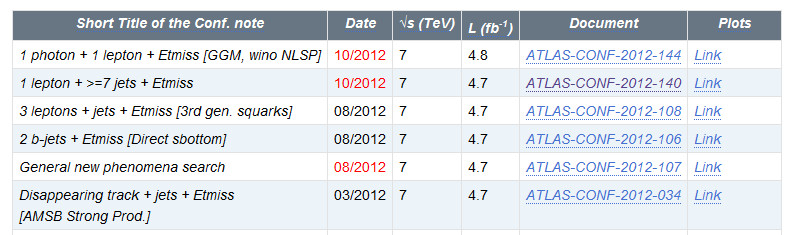 Short Title of the Conf. note Date √s (TeV) L (fb⁻¹) Document Plots
1 photon + 1 lepton + Etmiss [GGM, wino NLSP] 10/2012 7 4.8 ATLAS-CONF-2012-144 Link
1 lepton + >=7 jets + Etmiss 10/2012 7 4.7 ATLAS-CONF-2012-140 Link
3 leptons + jets + Etmiss [3rd gen. squarks] 08/2012 7 4.7 ATLAS-CONF-2012-108 Link
2 b-jets + Etmiss [Direct sbottom] 08/2012 7 4.7 ATLAS-CONF-2012-106 Link
General new phenomena search 08/2012 7 4.7 ATLAS-CONF-2012-107 Link
Disappearing track + jets + Etmiss 03/2012 7 4.7 ATLAS-CONF-2012-034 Link
[AMSB Strong Prod.]